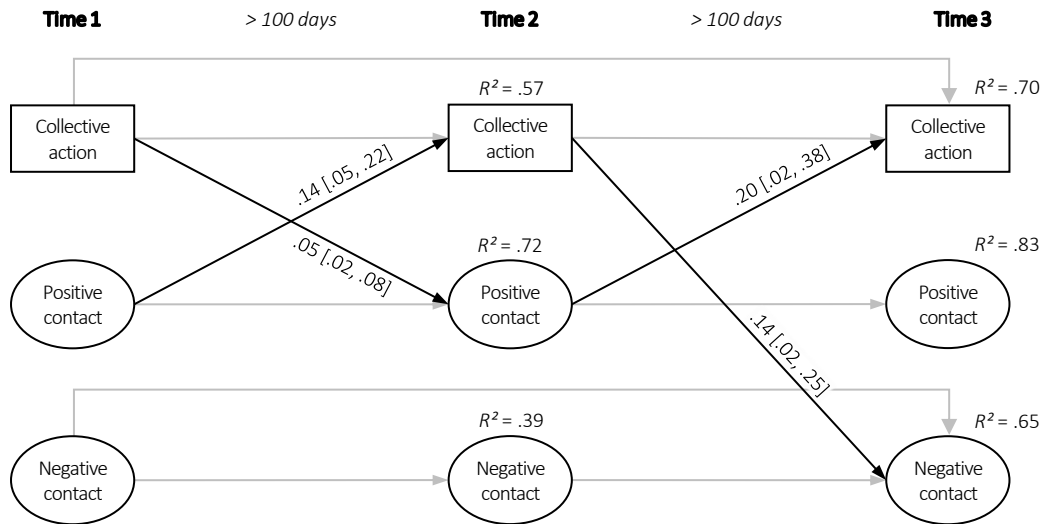 Time 1
> 100 days
Time 2
> 100 days
Time 3
R² = .57
R² = .70
Collective
action
Collective
action
Collective
action
.14 [.05, .22]
.20 [.02, .38]
.05 [.02, .08]
R² = .72
R² = .83
Positive
contact
Positive
contact
Positive
contact
.14 [.02, .25]
R² = .39
R² = .65
Negative
contact
Negative
contact
Negative
contact